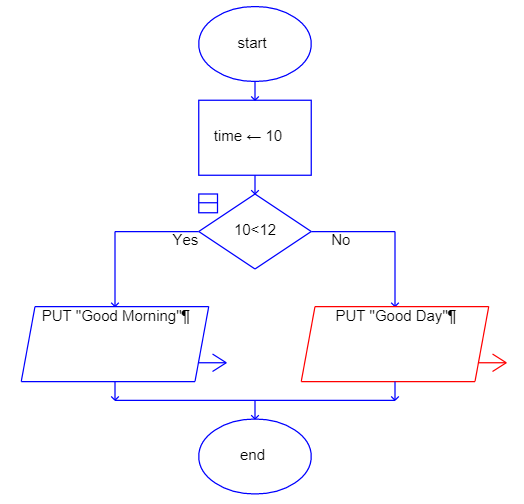 start
time ← 10
10<12
Yes
No
PUT "Good Morning"¶
PUT "Good Day"¶
end